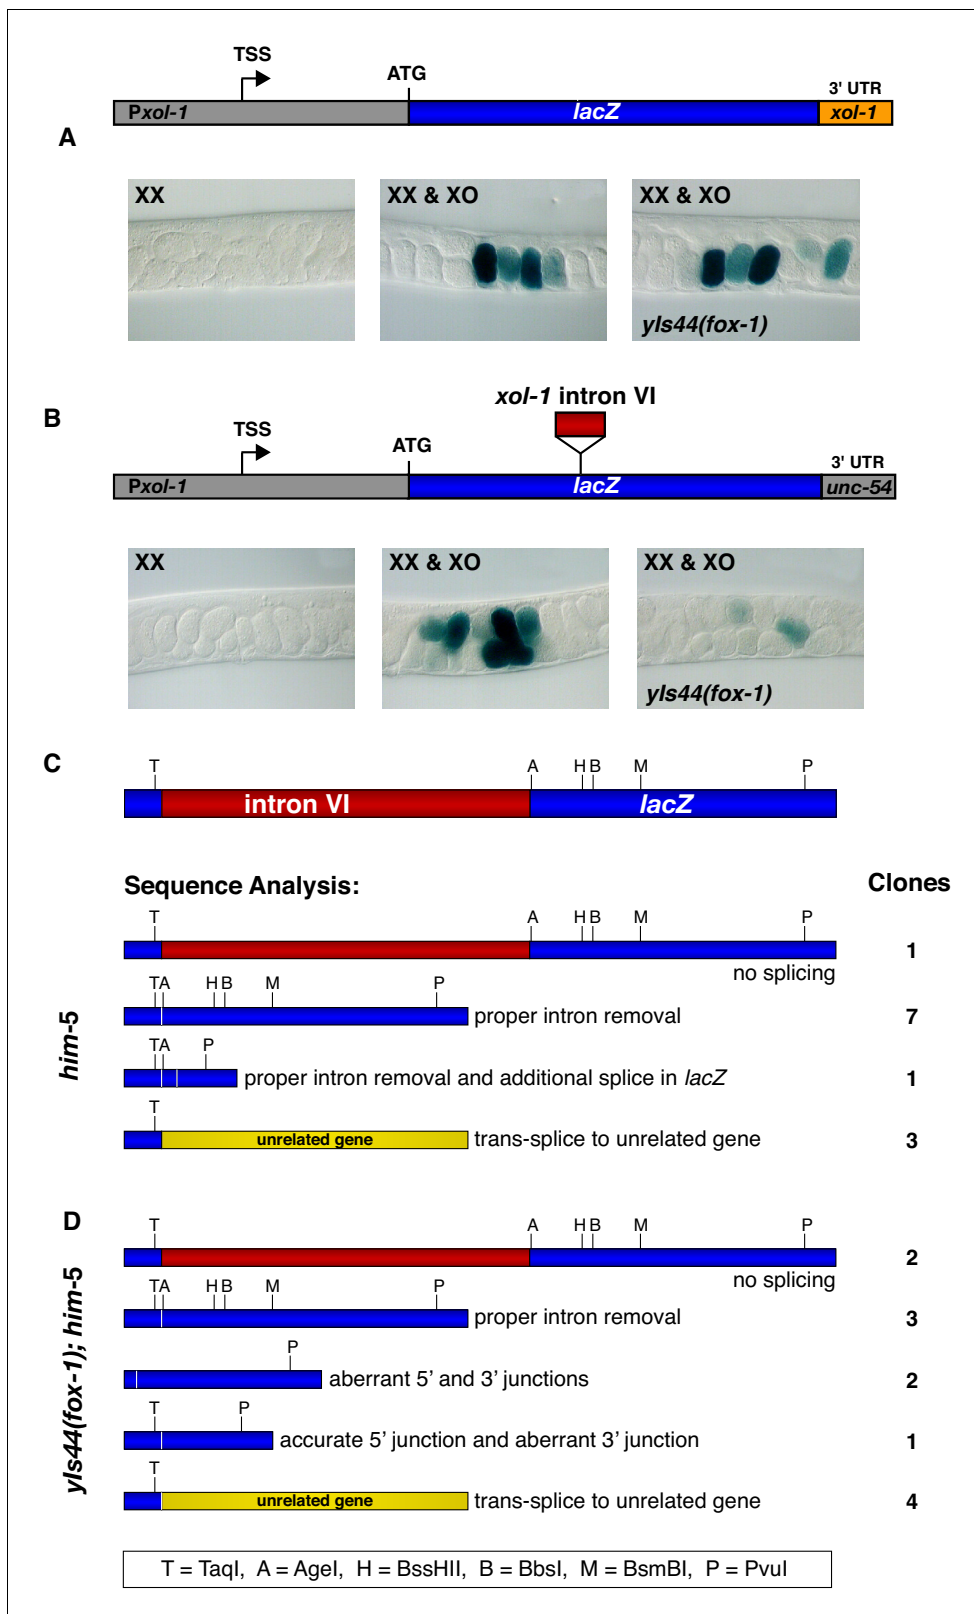 TSS
ATG
3' UTR
Pxol-1
lacZ
xol-1
A
XX
XX & XO
XX & XO
yIs44(fox-1)
xol-1 intron VI
B
TSS
ATG
3' UTR
Pxol-1
lacZ
unc-54
XX
XX & XO
XX & XO
yIs44(fox-1)
C
T A H B M P
intron VI
lacZ
Sequence Analysis:
Clones
him-5
T A H B M P
1
no splicing
T A H B M P
proper intron removal
7
T A P
proper intron removal and additional splice in lacZ
1
T
unrelated gene
trans-splice to unrelated gene
3
D
yIs44(fox-1); him-5
T A H B M P
2
no splicing
T A H B M P
proper intron removal
3
P
aberrant 5' and 3' junctions
2
T P
accurate 5' junction and aberrant 3' junction
1
T
unrelated gene
trans-splice to unrelated gene
4
T = TaqI, A = AgeI, H = BssHII, B = BbsI, M = BsmBI, P = PvuI